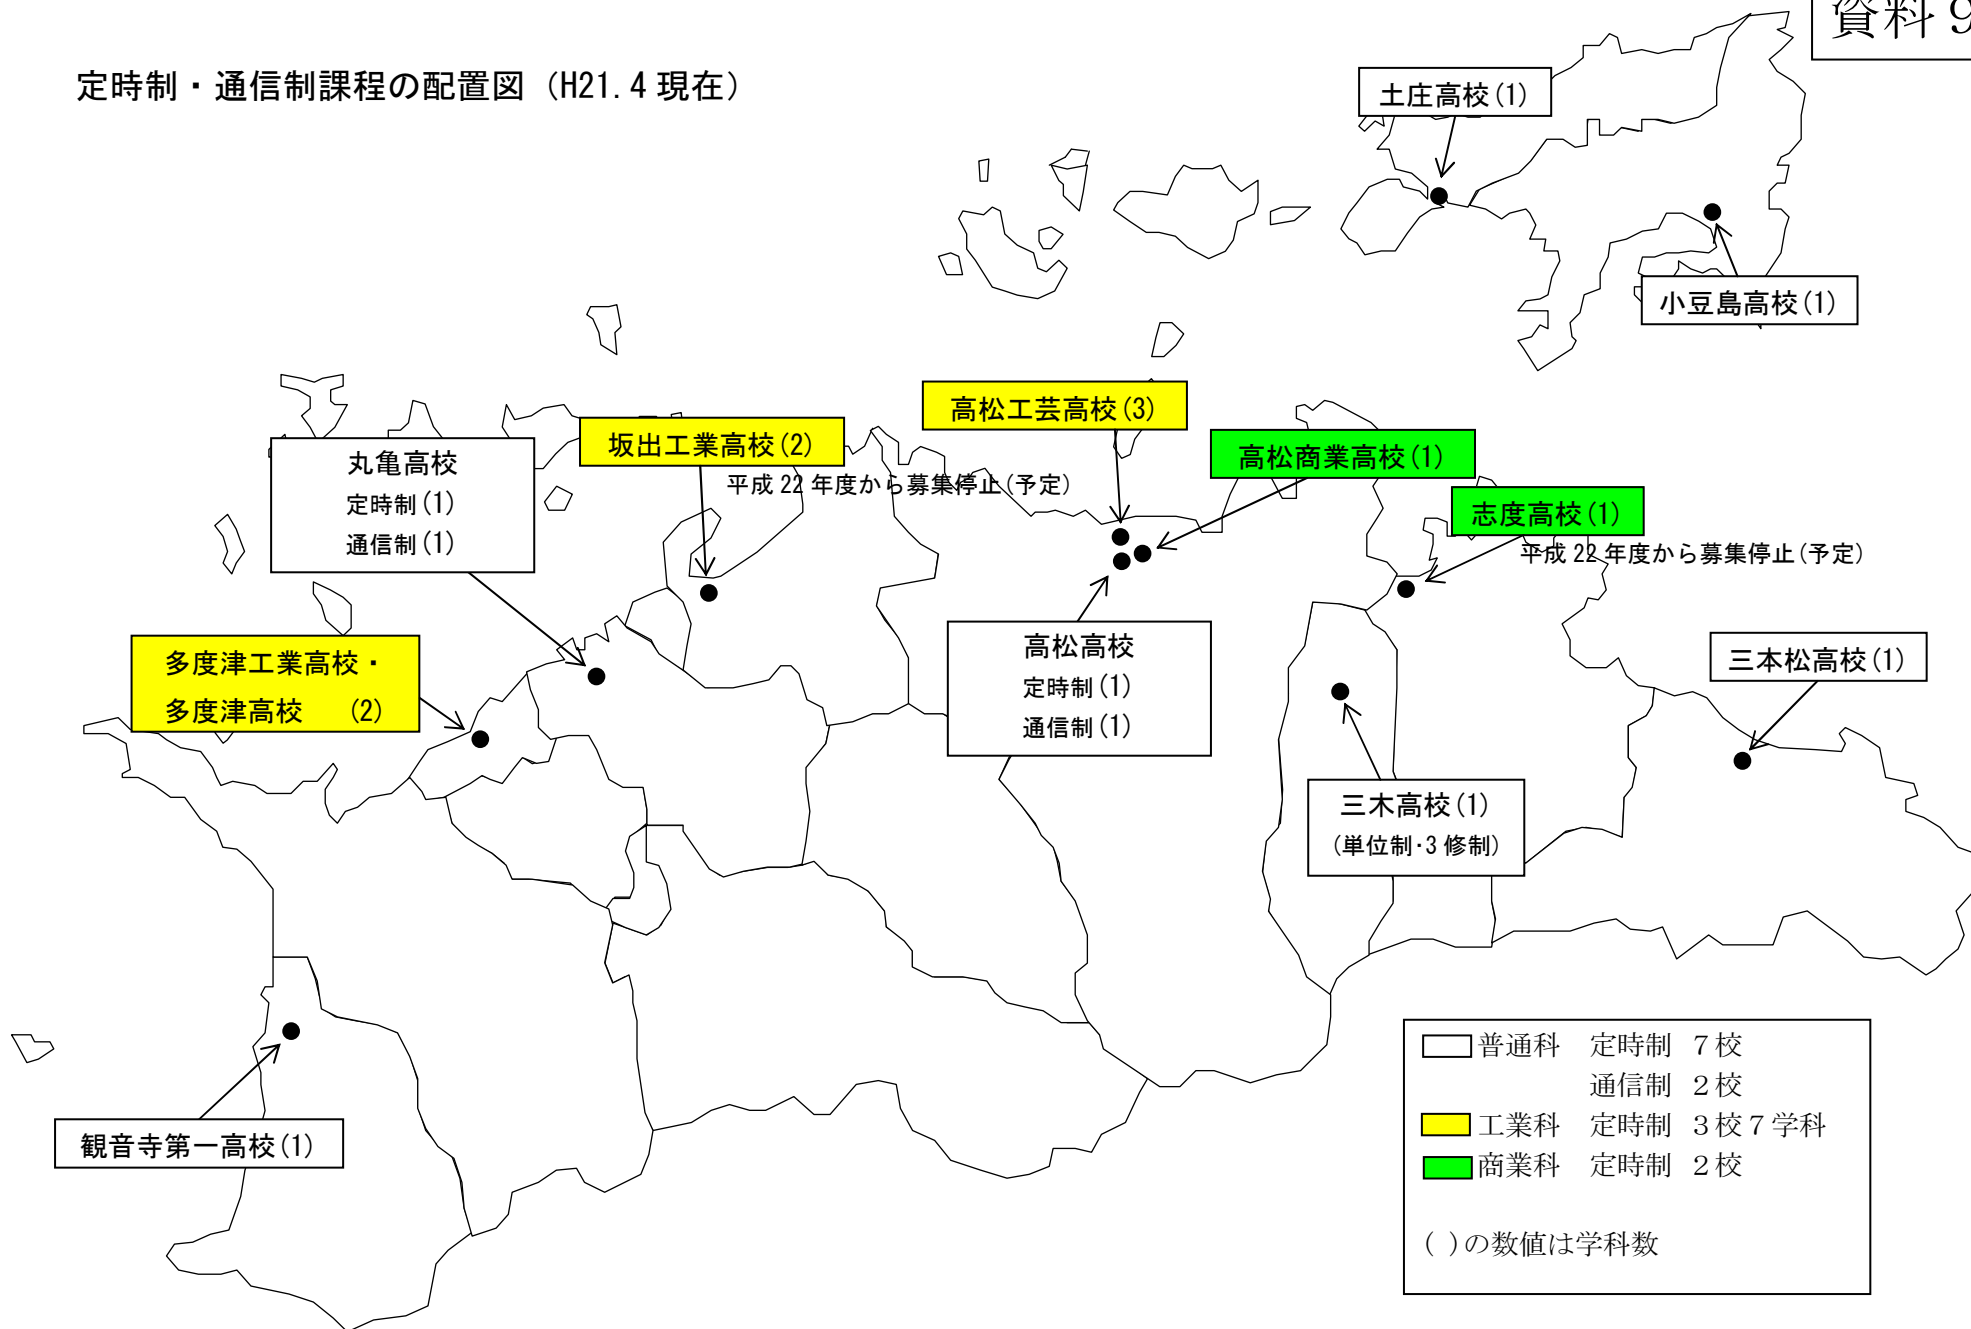 資料９
定時制・通信制課程の配置図（H21.4 現在）
土庄高校(1)
小豆島高校(1)
高松工芸高校(3)
坂出工業高校(2)
平成 22 年度から募集停止(予定)
高松商業高校(1)
丸亀高校
定時制(1)
通信制(1)
志度高校(1)
平成 22 年度から募集停止(予定)
多度津工業高校・
多度津高校　(2)
高松高校
定時制(1)
通信制(1)
三本松高校(1)
三木高校(1)
(単位制・3 修制)
観音寺第一高校(1)
普通科　定時制　７校
通信制　２校
工業科　定時制　３校７学科
商業科　定時制　２校
( )の数値は学科数